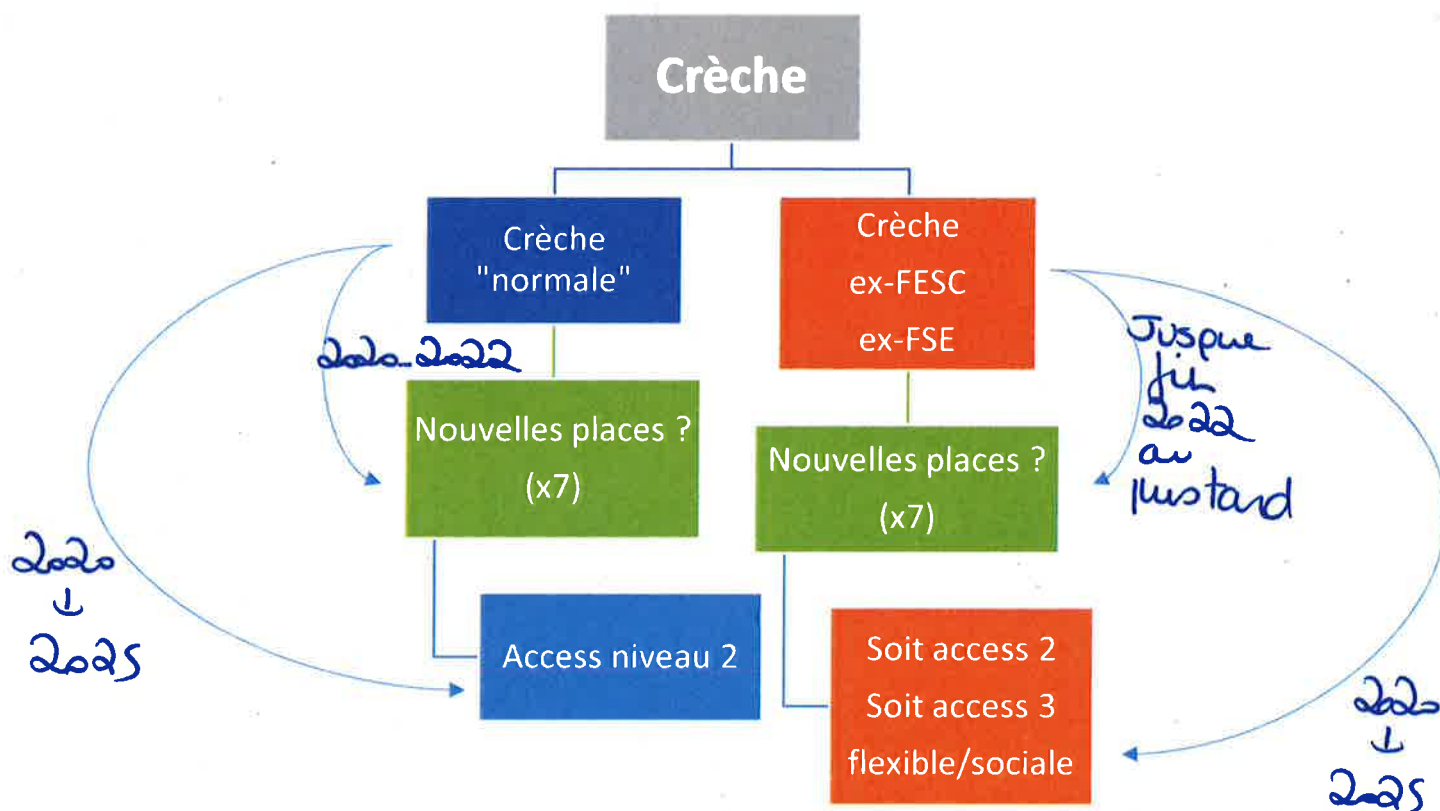 Crèche
Crèche
"normale"
Crèche
ex-FESC
ex-FSE
2020-2022
Jusque
fin
2022
au
plustard
Nouvelles places ?
(x7)
Nouvelles places ?
(x7)
2020
↓
2025
Access niveau 2
Soit access 2
Soit access 3
flexible/sociale
2020
↓
2025